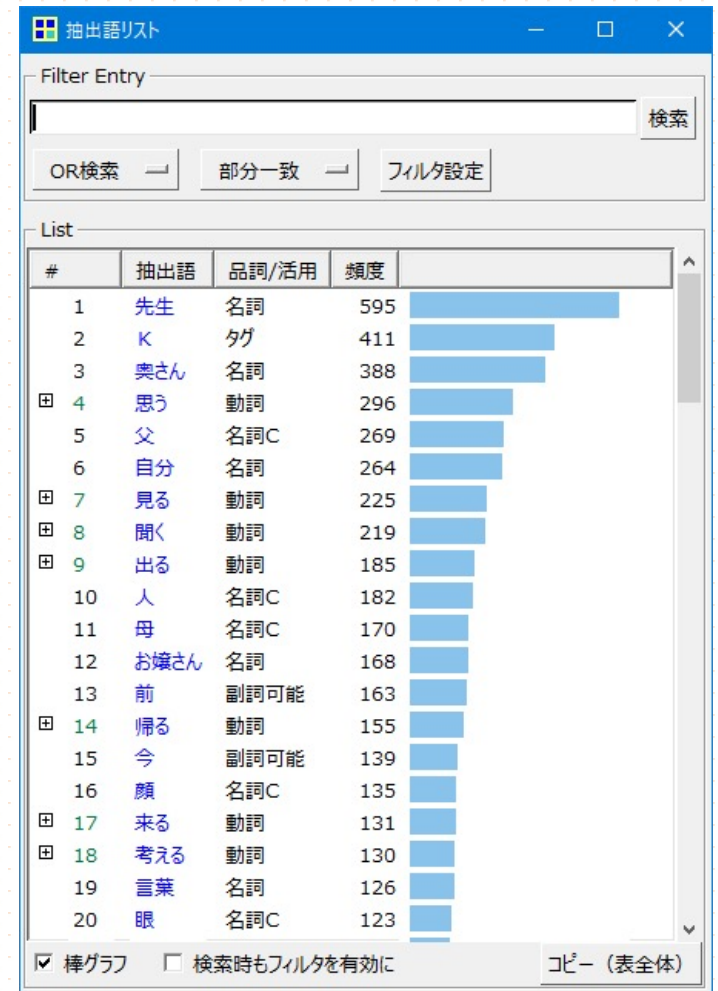 抽出語リスト
Filter Entry
検索
OR検索 部分一致 フィルタ設定
List
# 抽出語 品詞/活用 頻度
1 先生 名詞 595
2 K タグ 411
3 奥さん 名詞 388
4 思う 動詞 296
5 父 名詞C 269
6 自分 名詞 264
7 見る 動詞 225
8 聞く 動詞 219
9 出る 動詞 185
10 人 名詞C 182
11 母 名詞C 170
12 お嬢さん 名詞 168
13 前 副詞可能 163
14 帰る 動詞 155
15 今 副詞可能 139
16 顔 名詞C 135
17 来る 動詞 131
18 考える 動詞 130
19 言葉 名詞 126
20 眼 名詞C 123
棒グラフ 検索時もフィルタを有効に コピー（表全体）